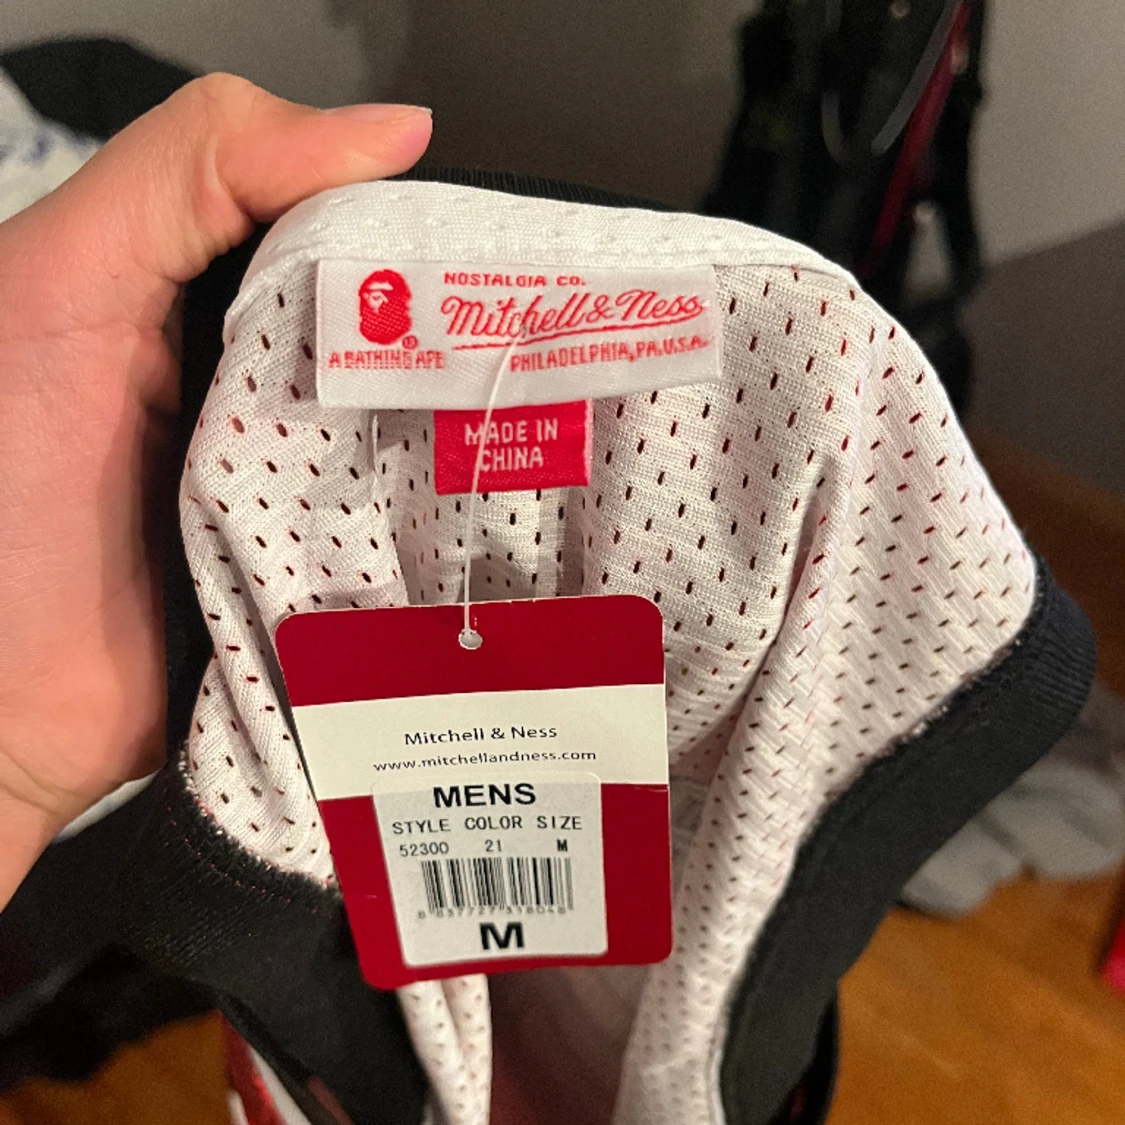 NOSTALGIA CO.
Mitchell & Ness
A BATHING APE ®
PHILADELPHIA, PA. U.S.A.
MADE IN
CHINA
Mitchell & Ness
www.mitchellandness.com
MENS
STYLE COLOR SIZE
52300 21 M
M